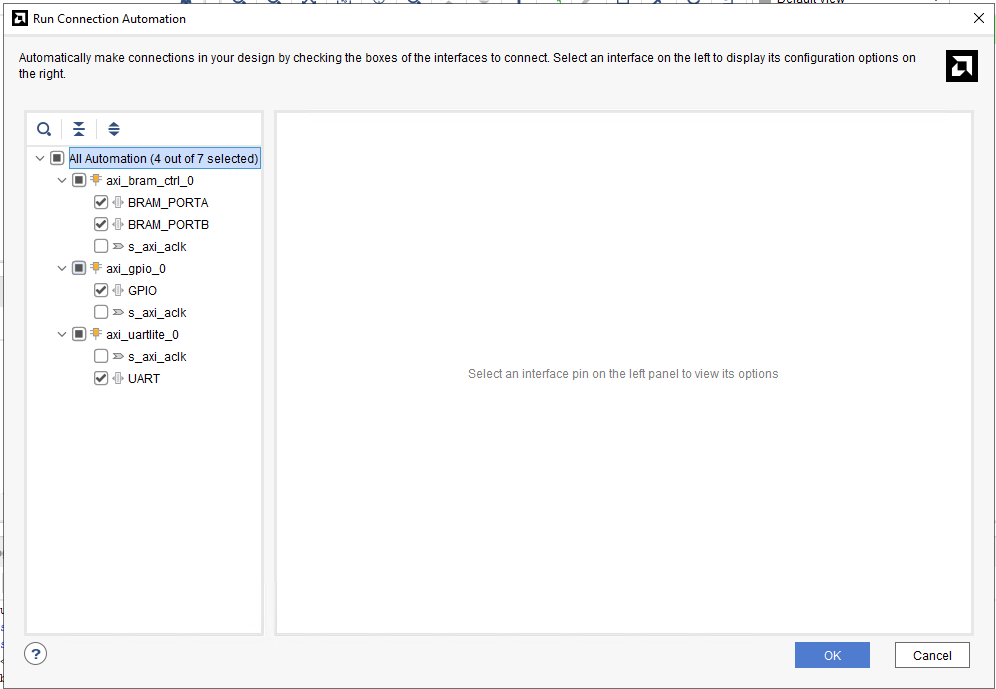 Default View
Run Connection Automation
Automatically make connections in your design by checking the boxes of the interfaces to connect. Select an interface on the left to display its configuration options on
the right.
All Automation (4 out of 7 selected)
axi_bram_ctrl_0
BRAM_PORTA
BRAM_PORTB
s_axi_aclk
axi_gpio_0
GPIO
s_axi_aclk
axi_uartlite_0
s_axi_aclk
UART
Select an interface pin on the left panel to view its options
?
OK
Cancel